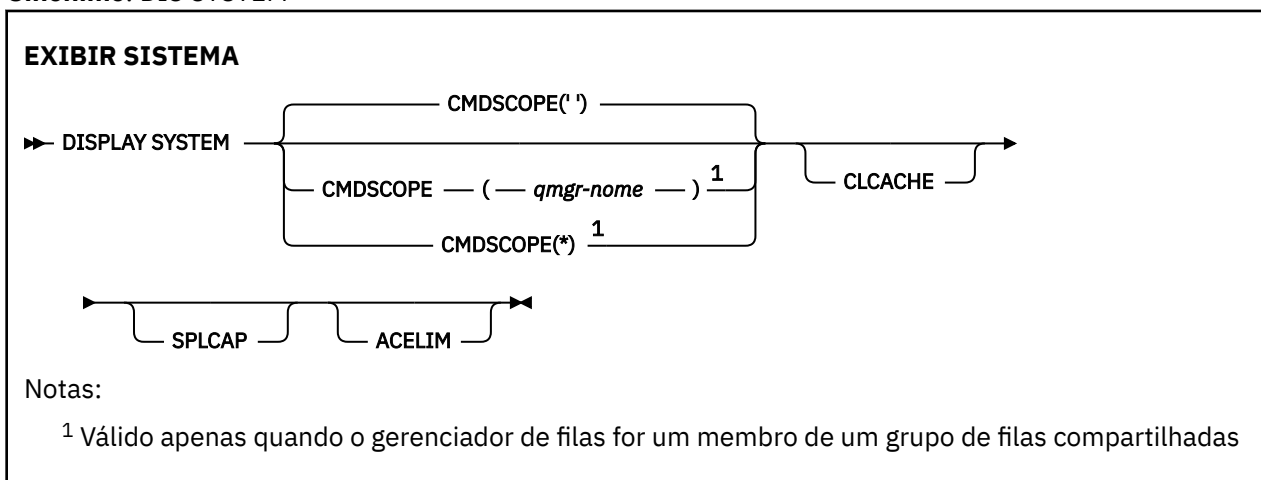 Sinônimo: DIS SYSTEM
EXIBIR SISTEMA
CMDSCOPE(' ')
DISPLAY SYSTEM
CMDSCOPE ( qmgr-nome ) 1
CLCACHE
CMDSCOPE(*) 1
SPLCAP ACELIM
Notas:
1 Válido apenas quando o gerenciador de filas for um membro de um grupo de filas compartilhadas